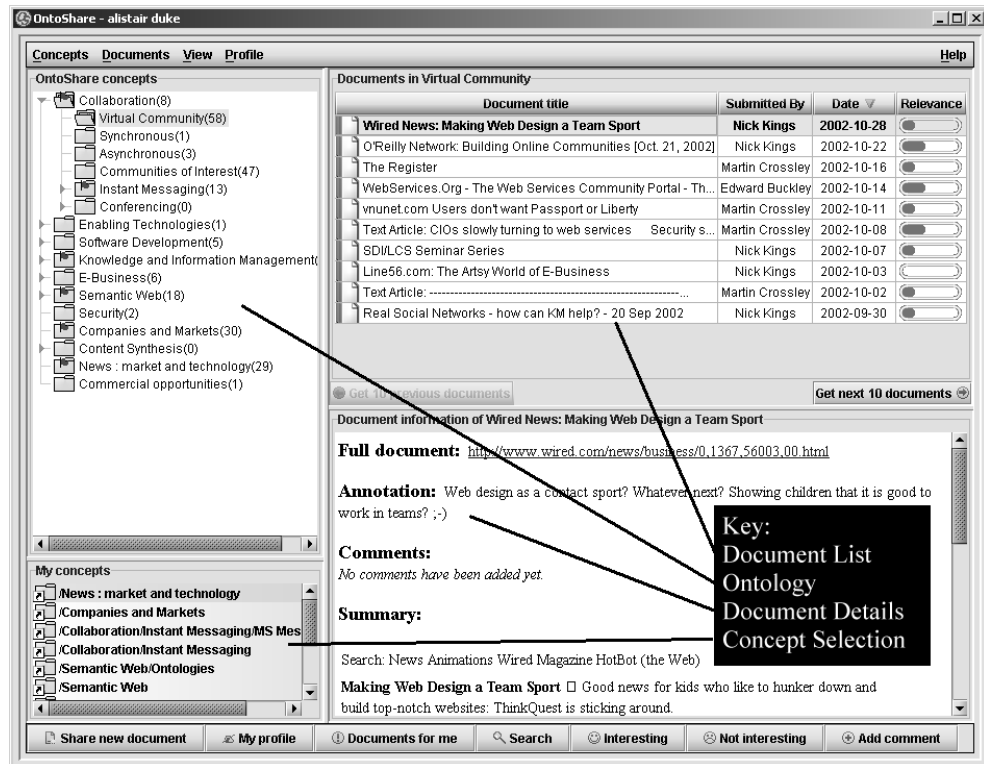 OntoShare - alistair duke
Concepts Documents View Profile Help
OntoShare concepts
Collaboration(8)
Virtual Community(58)
Synchronous(1)
Asynchronous(3)
Communities of Interest(47)
Instant Messaging(13)
Conferencing(0)
Enabling Technologies(1)
Software Development(5)
Knowledge and Information Management(
E-Business(6)
Semantic Web(18)
Security(2)
Companies and Markets(30)
Content Synthesis(0)
News : market and technology(29)
Commercial opportunities(1)
My concepts
/News : market and technology
/Companies and Markets
/Collaboration/Instant Messaging/MS Mes
/Collaboration/Instant Messaging
/Semantic Web/Ontologies
/Semantic Web
Documents in Virtual Community
Document title Submitted By Date Relevance
Wired News: Making Web Design a Team Sport Nick Kings 2002-10-28
O'Reilly Network: Building Online Communities [Oct. 21, 2002] Nick Kings 2002-10-22
The Register Martin Crossley 2002-10-16
WebServices.Org - The Web Services Community Portal - Th... Edward Buckley 2002-10-14
vnunet.com Users don't want Passport or Liberty Martin Crossley 2002-10-11
Text Article: CIOs slowly turning to web services Security s... Martin Crossley 2002-10-08
SDI/LCS Seminar Series Nick Kings 2002-10-07
Line56.com: The Artsy World of E-Business Nick Kings 2002-10-03
Text Article: -------------------------------------------------------------... Martin Crossley 2002-10-02
Real Social Networks - how can KM help? - 20 Sep 2002 Nick Kings 2002-09-30
Get 10 previous documents Get next 10 documents
Document information of Wired News: Making Web Design a Team Sport
Full document: http://www.wired.com/news/business/0,1367,56003,00.html
Annotation: Web design as a contact sport? Whatever next? Showing children that it is good to
work in teams? ;-)
Comments:
No comments have been added yet.
Summary:
Search: News Animations Wired Magazine HotBot (the Web)
Making Web Design a Team Sport □ Good news for kids who like to hunker down and
build top-notch websites: ThinkQuest is sticking around.
Key:
Document List
Ontology
Document Details
Concept Selection
Share new document My profile Documents for me Search Interesting Not interesting Add comment